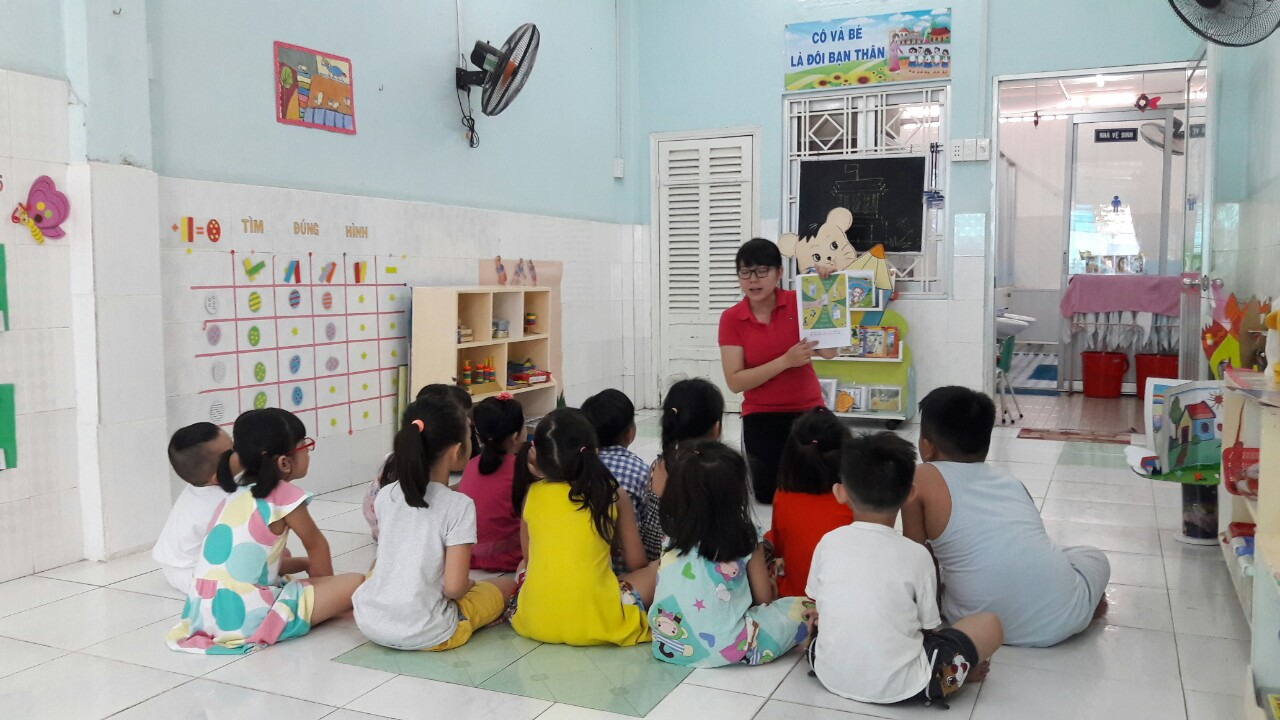 CÔ VÀ BÉ
LÀ ĐÔI BẠN THÂN
NHÀ VỆ SINH
TÌM ĐÚNG HÌNH